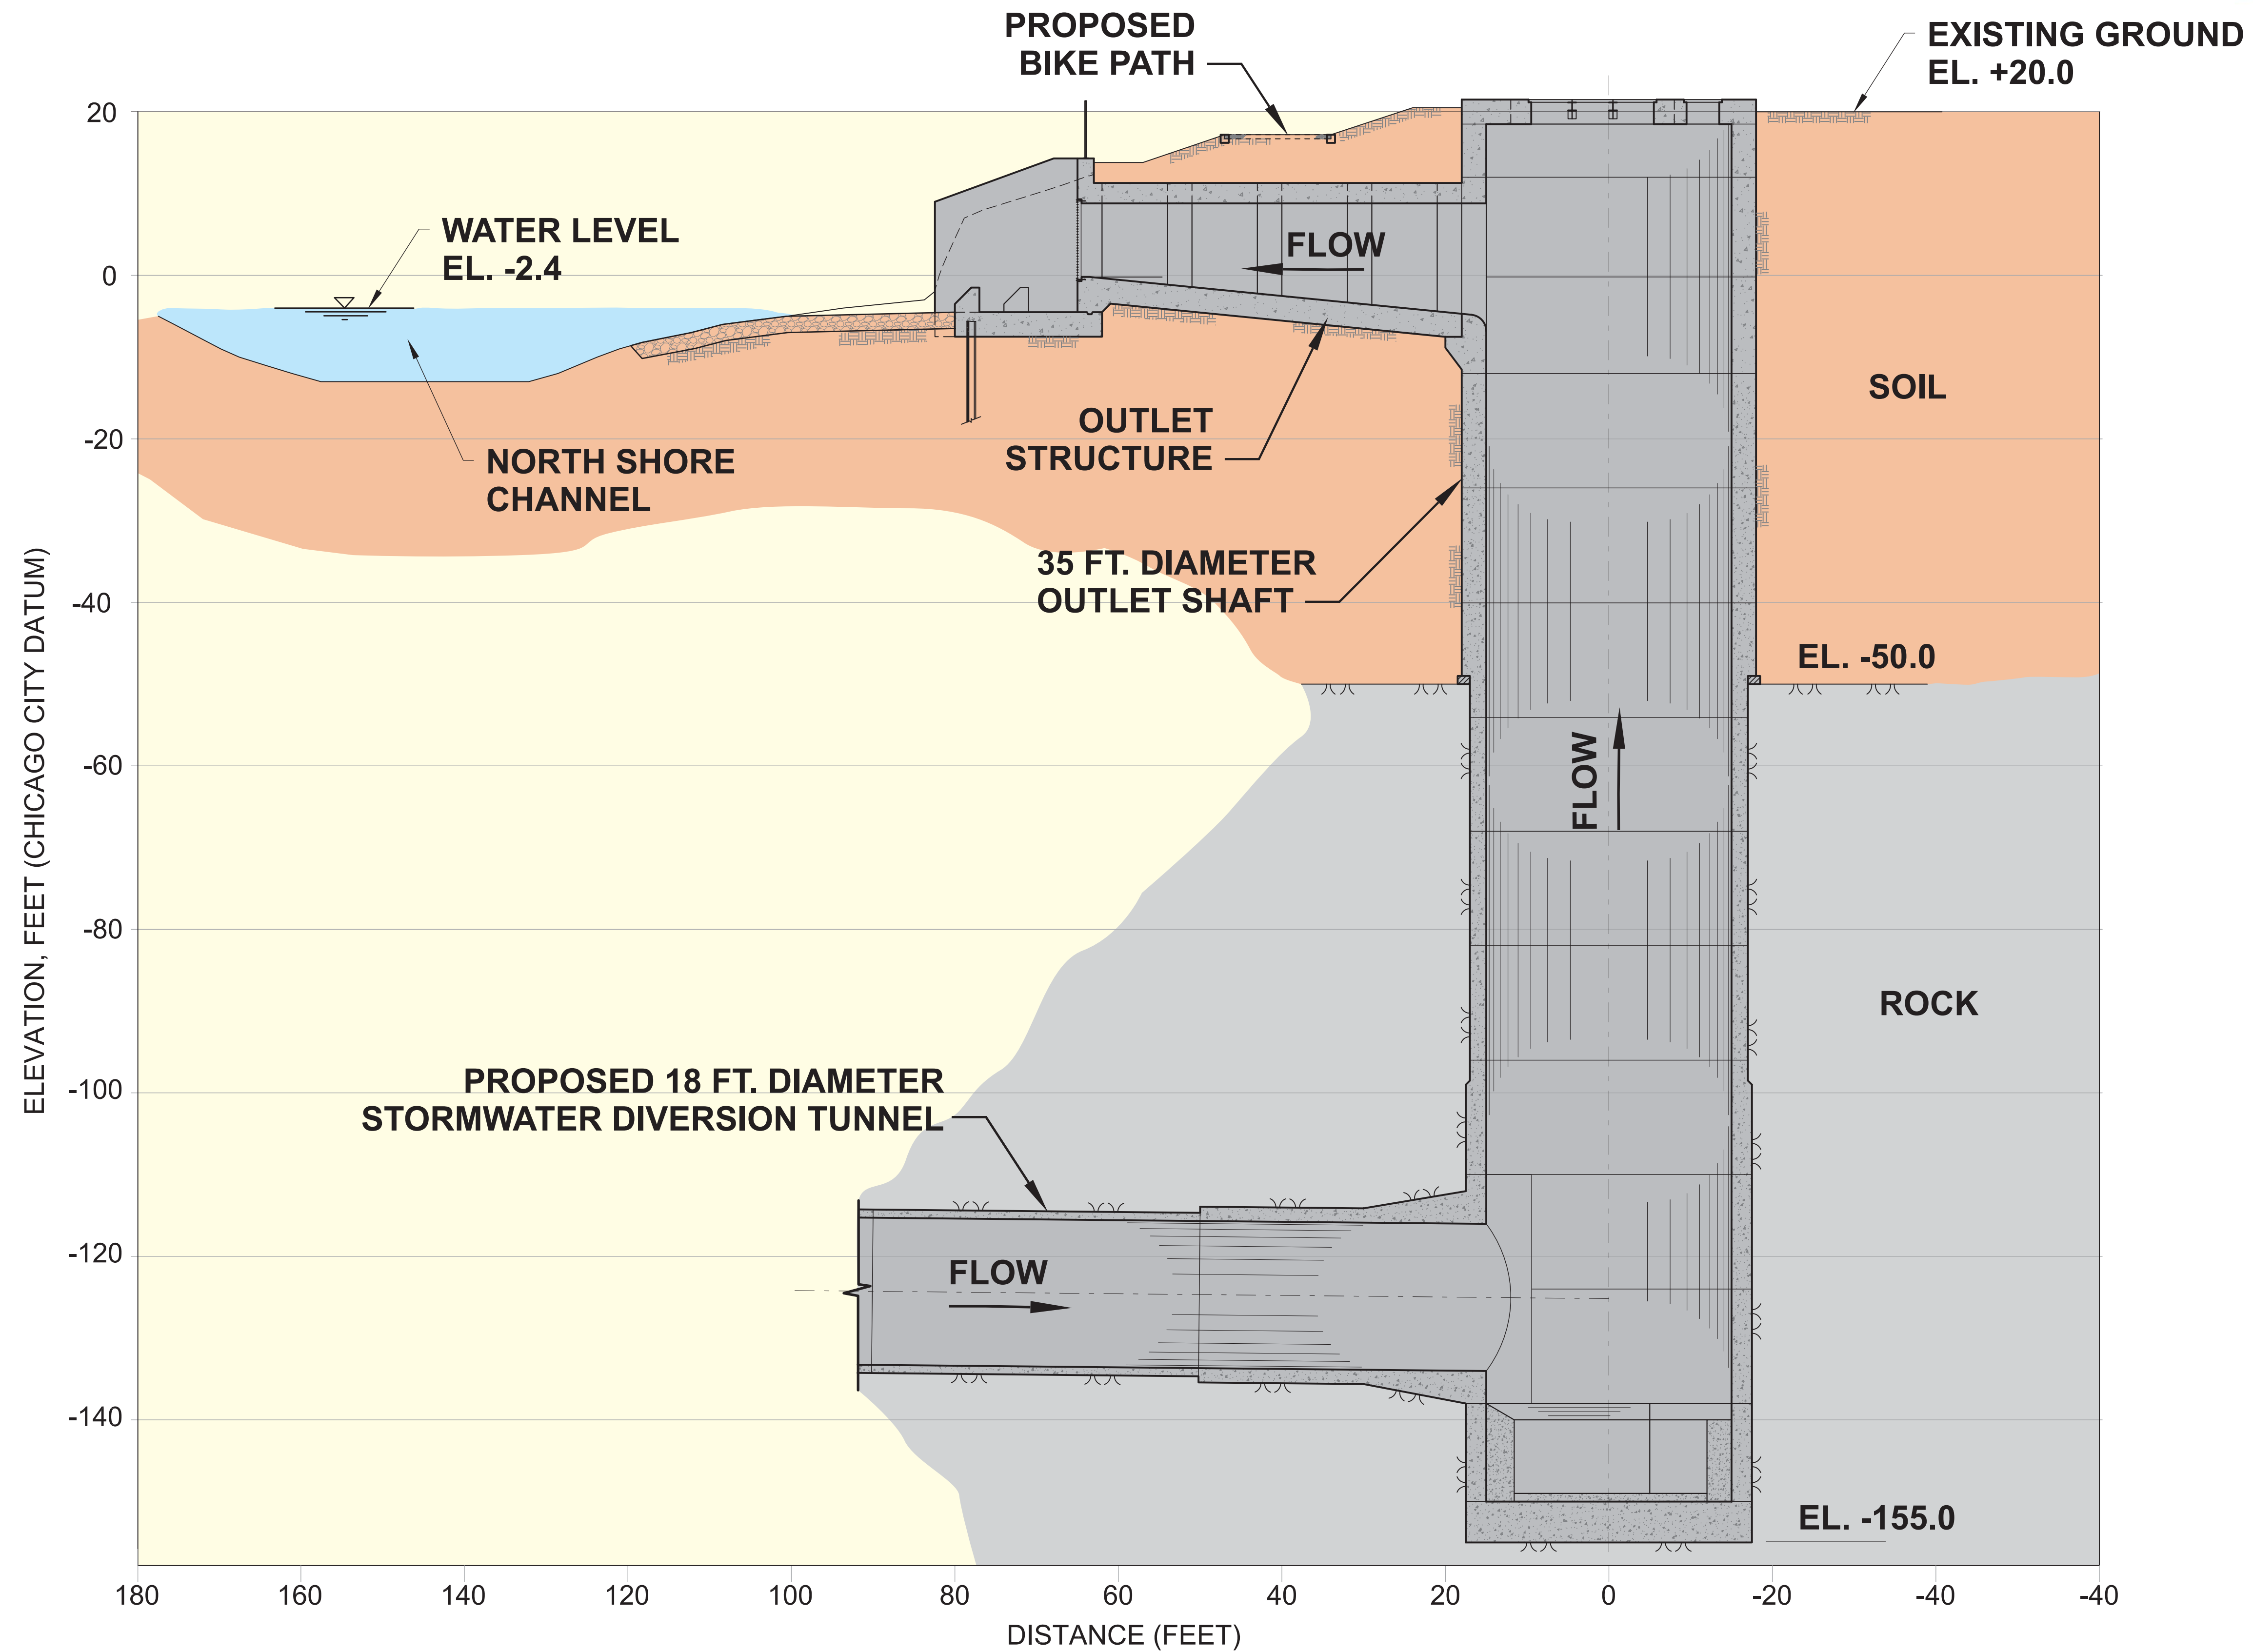 PROPOSED
BIKE PATH
EXISTING GROUND
EL. +20.0
WATER LEVEL
EL. -2.4
FLOW
SOIL
OUTLET
STRUCTURE
NORTH SHORE
CHANNEL
35 FT. DIAMETER
OUTLET SHAFT
EL. -50.0
FLOW
ROCK
PROPOSED 18 FT. DIAMETER
STORMWATER DIVERSION TUNNEL
FLOW
EL. -155.0
ELEVATION, FEET (CHICAGO CITY DATUM)
20
0
-20
-40
-60
-80
-100
-120
-140
180 160 140 120 100 80 60 40 20 0 -20 -40 -40
DISTANCE (FEET)